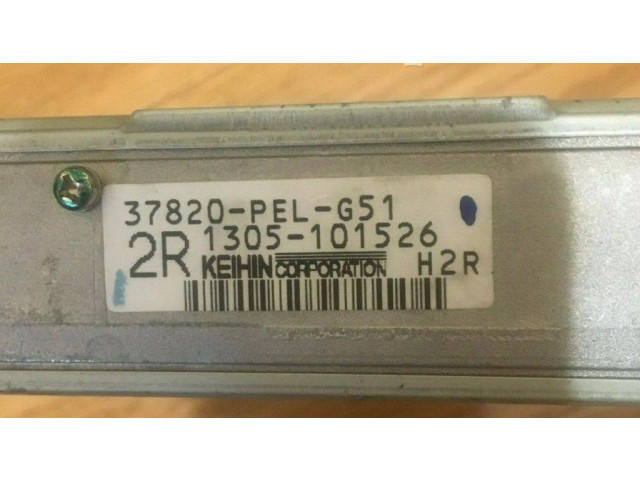 37820-PEL-G51
2R 1305-101526
KEIHIN CORPORATION H2R